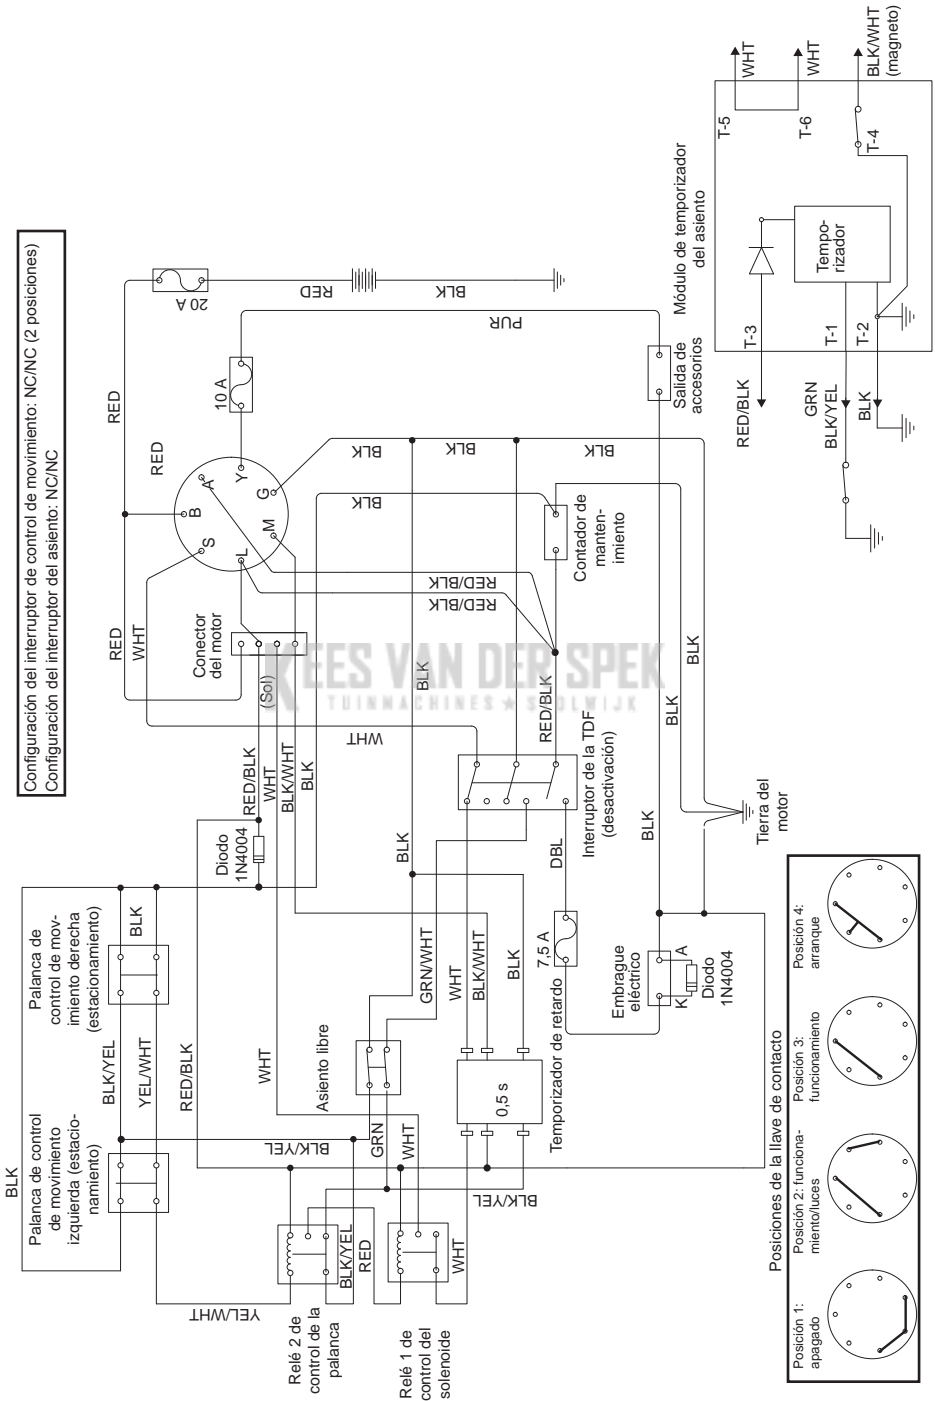 Configuración del interruptor de control de movimiento: NC/NC (2 posiciones)
Configuración del interruptor del asiento: NC/NC
BLK
Palanca de control
de movimiento
izquierda (estacio-
namiento)
Palanca de
control de mov-
imiento derecha
(estacionamiento)
BLK/YEL
YEL/WHT
BLK
YEL/WHT
RED/BLK
WHT
Diodo
1N4004
RED/BLK
WHT
BLK/WHT
BLK
RED
WHT
Conector
del motor
(Sol)
WHT
RED
RED
S
B
A
L
Y
M
G
20 A
RED
BLK
10 A
PUR
BLK
BLK
BLK
BLK
RED/BLK
RED/BLK
Contador de
manten-
imiento
Salida de
accesorios
Relé 2 de
control de la
palanca
Relé 1 de
control del
solenoide
BLK/YEL
BLK/YEL
RED
GRN
WHT
WHT
BLK/YEL
Asiento libre
BLK
BLK
GRN/WHT
WHT
BLK/WHT
BLK
0,5 s
Temporizador de retardo
7,5 A
DBL
RED/BLK
Interruptor de la TDF
(desactivación)
BLK
BLK
BLK
Embrague
eléctrico
K
A
Diodo
1N4004
Tierra del
motor
KEES VAN DER SPEK
TUINMACHINES ★ STOLWIJK
Módulo de temporizador
del asiento
T-5
WHT
T-6
WHT
T-4
BLK/WHT
(magneto)
Tempo-
rizador
T-3
T-1
T-2
RED/BLK
GRN
BLK/YEL
BLK
Posiciones de la llave de contacto
Posición 1:
apagado
Posición 2: funciona-
miento/luces
Posición 3:
funcionamiento
Posición 4:
arranque